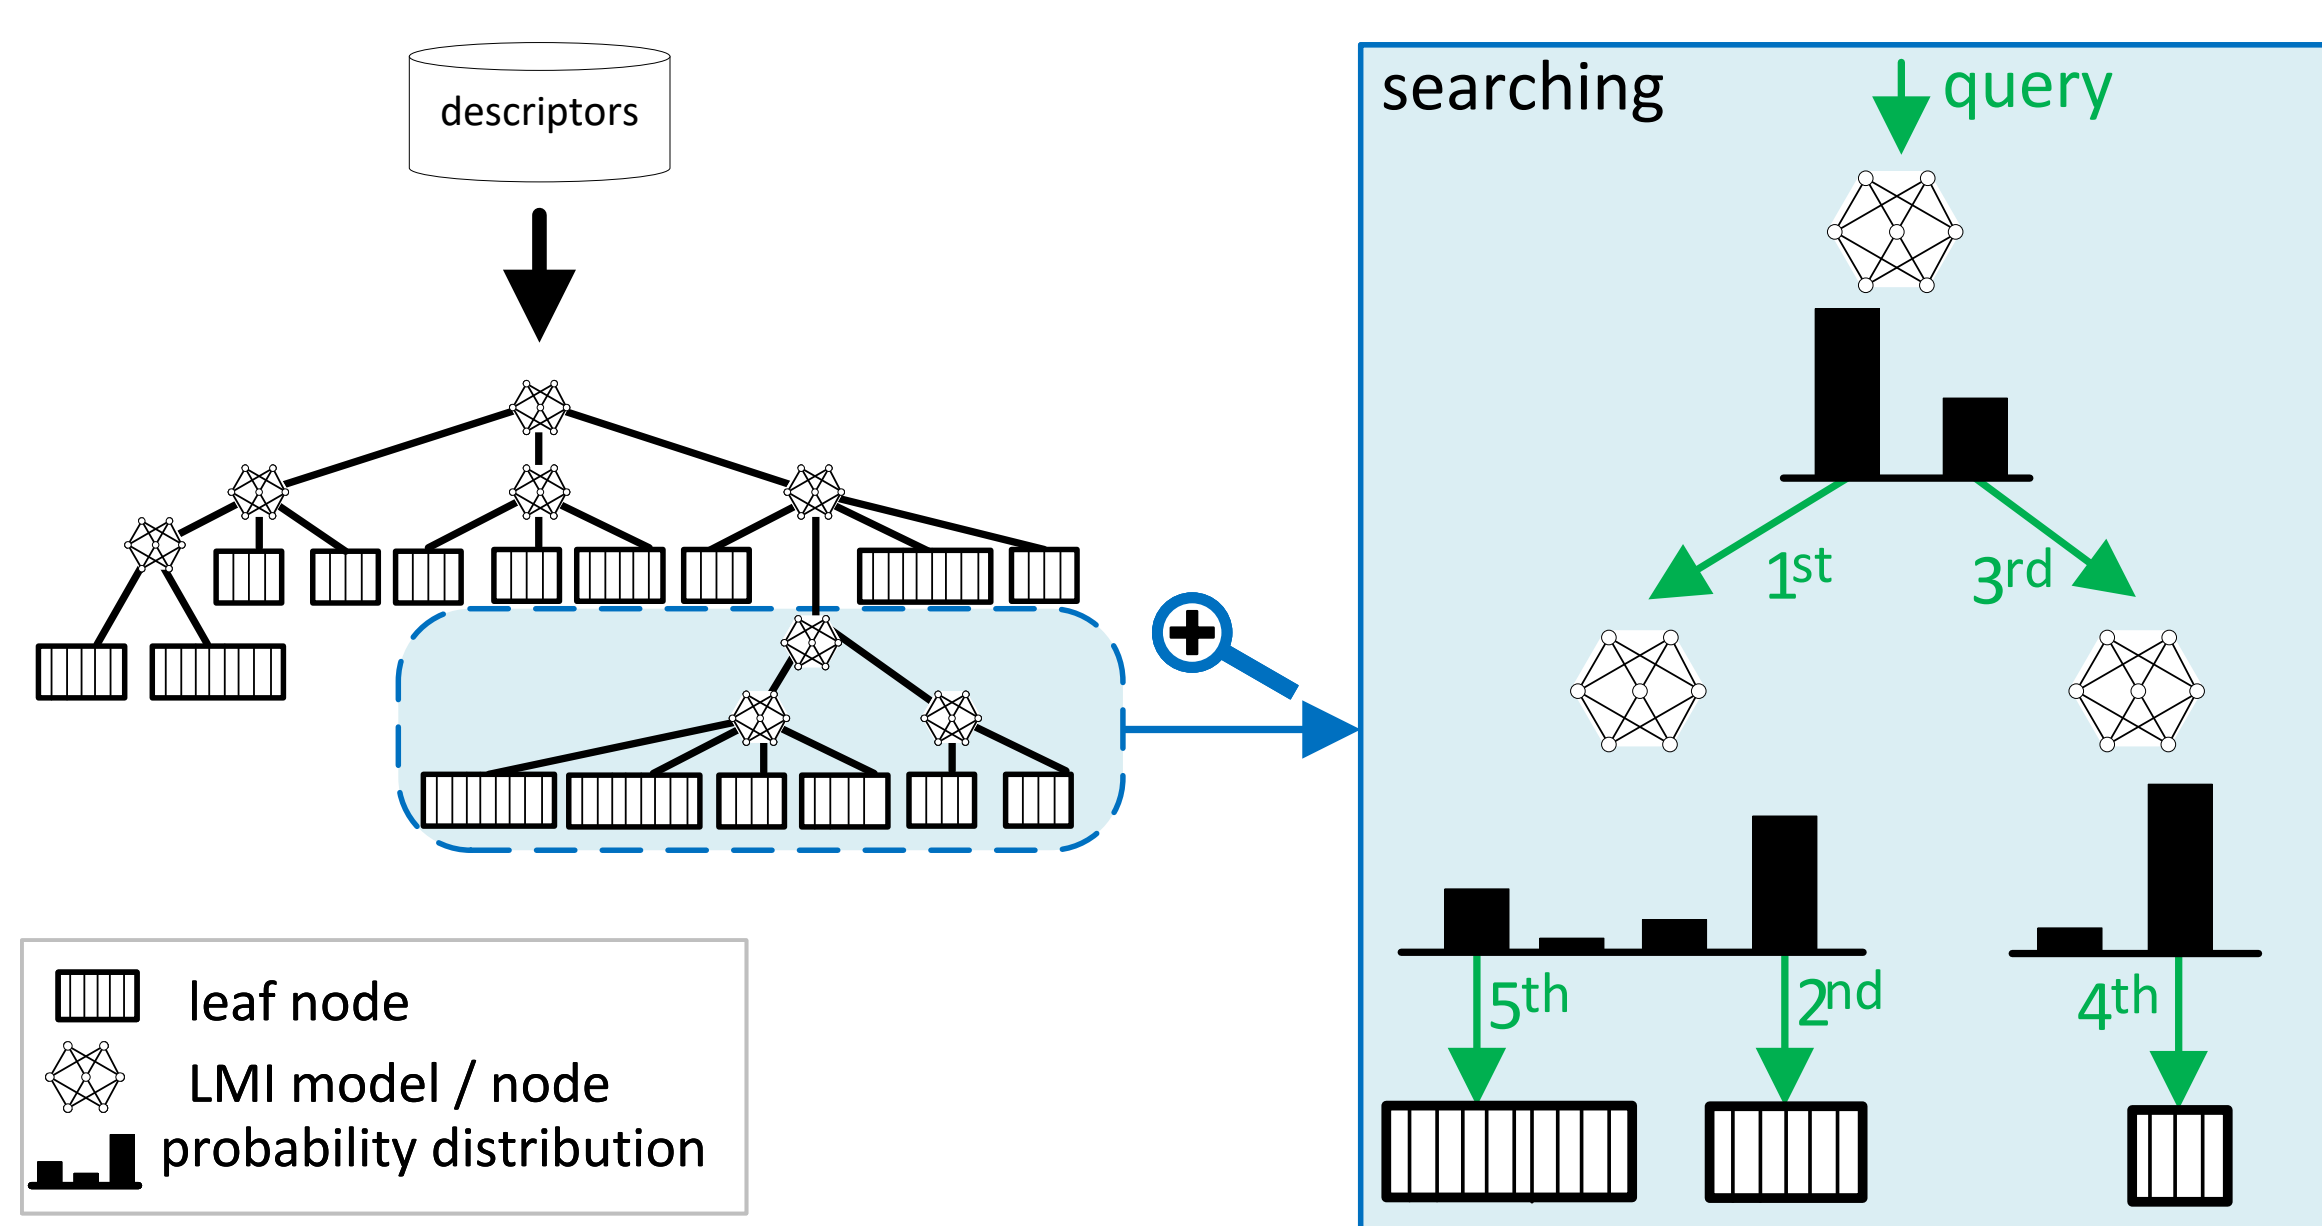 descriptors
searching
query
1st
3rd
5th
2nd
4th
leaf node
LMI model / node
probability distribution